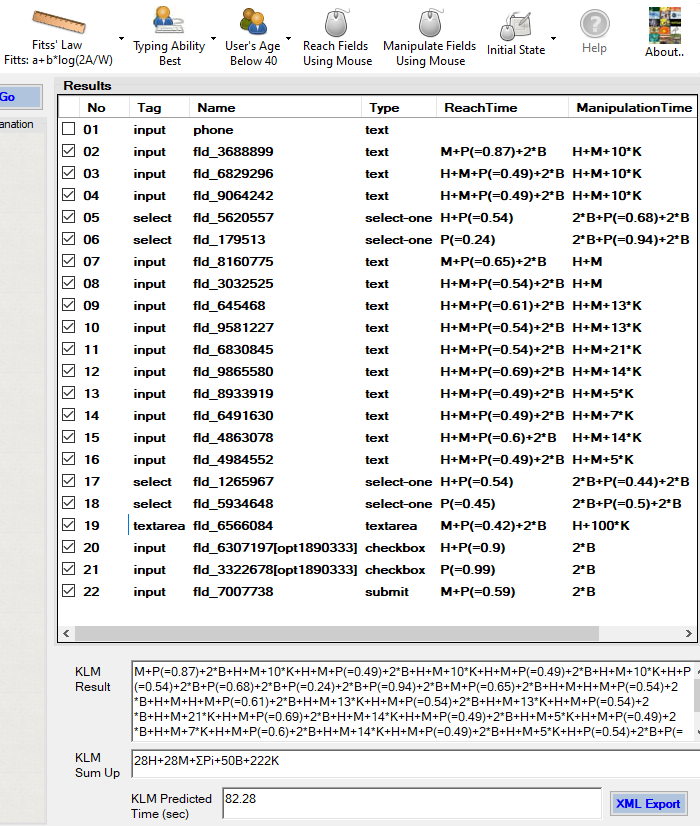 Fitss' Law
Fitts: a+b*log(2A/W)
Typing Ability
Best
User's Age
Below 40
Reach Fields
Using Mouse
Manipulate Fields
Using Mouse
Initial State
Help
About..
Go
anation
Results
No Tag Name Type ReachTime ManipulationTime
01 input phone text
02 input fld_3688899 text M+P(=0.87)+2*B H+M+10*K
03 input fld_6829296 text H+M+P(=0.49)+2*B H+M+10*K
04 input fld_9064242 text H+M+P(=0.49)+2*B H+M+10*K
05 select fld_5620557 select-one H+P(=0.54) 2*B+P(=0.68)+2*B
06 select fld_179513 select-one P(=0.24) 2*B+P(=0.94)+2*B
07 input fld_8160775 text M+P(=0.65)+2*B H+M
08 input fld_3032525 text H+M+P(=0.54)+2*B H+M
09 input fld_645468 text H+M+P(=0.61)+2*B H+M+13*K
10 input fld_9581227 text H+M+P(=0.54)+2*B H+M+13*K
11 input fld_6830845 text H+M+P(=0.54)+2*B H+M+21*K
12 input fld_9865580 text H+M+P(=0.69)+2*B H+M+14*K
13 input fld_8933919 text H+M+P(=0.49)+2*B H+M+5*K
14 input fld_6491630 text H+M+P(=0.49)+2*B H+M+7*K
15 input fld_4863078 text H+M+P(=0.6)+2*B H+M+14*K
16 input fld_4984552 text H+M+P(=0.49)+2*B H+M+5*K
17 select fld_1265967 select-one H+P(=0.54) 2*B+P(=0.44)+2*B
18 select fld_5934648 select-one P(=0.45) 2*B+P(=0.5)+2*B
19 textarea fld_6566084 textarea M+P(=0.42)+2*B H+100*K
20 input fld_6307197[opt1890333] checkbox H+P(=0.9) 2*B
21 input fld_3322678[opt1890333] checkbox P(=0.99) 2*B
22 input fld_7007738 submit M+P(=0.59) 2*B
KLM
Result
M+P(=0.87)+2*B+H+M+10*K+H+M+P(=0.49)+2*B+H+M+10*K+H+M+P(=0.49)+2*B+H+M+10*K+H+P
(=0.54)+2*B+P(=0.68)+2*B+P(=0.24)+2*B+P(=0.94)+2*B+M+P(=0.65)+2*B+H+M+H+M+P(=0.54)+2
*B+H+M+H+M+P(=0.61)+2*B+H+M+13*K+H+M+P(=0.54)+2*B+H+M+13*K+H+M+P(=0.54)+2
*B+H+M+21*K+H+M+P(=0.69)+2*B+H+M+14*K+H+M+P(=0.49)+2*B+H+M+5*K+H+M+P(=0.49)+2
*B+H+M+7*K+H+M+P(=0.6)+2*B+H+M+14*K+H+M+P(=0.49)+2*B+H+M+5*K+H+P(=0.54)+2*B+P(=
KLM
Sum Up
28H+28M+ΣPi+50B+222K
KLM Predicted
Time (sec)
82.28
XML Export